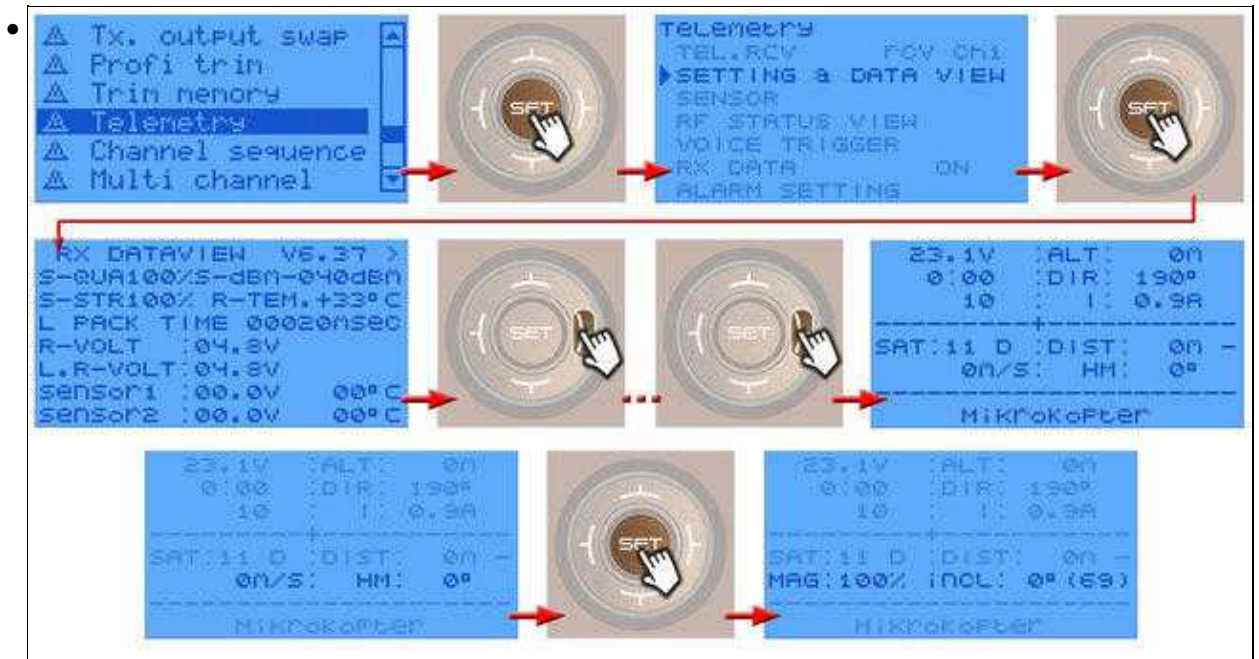 Tx. output swap
Profi trim
Trim memory
Telemetry
Channel sequence
Multi channel
SET
Telemetry
TEL.RCV rcv Ch1
SETTING & DATA VIEW
SENSOR
RF STATUS VIEW
VOICE TRIGGER
RX DATA ON
ALARM SETTING
SET
RX DATAVIEW V6.37 >
S-QUA100%S-dBm-040dBm
S-STR100% R-TEM.+33°C
L PACK TIME 00020msec
R-VOLT :04.8V
L.R-VOLT:04.8V
Sensor1 :00.0V 00°C
Sensor2 :00.0V 00°C
SET
...
SET
23.1V :ALT: 0m
0:00 :DIR: 190°
10 : I: 0.9A
SAT:11 D :DIST: 0m -
0m/s: HM: 0°
MikroKopter
23.1V :ALT: 0m
0:00 :DIR: 190°
10 : I: 0.9A
SAT:11 D :DIST: 0m -
0m/s: HM: 0°
MikroKopter
SET
23.1V :ALT: 0m
0:00 :DIR: 190°
10 : I: 0.9A
SAT:11 D :DIST: 0m -
MAG:100% incl: 0°(69)
MikroKopter